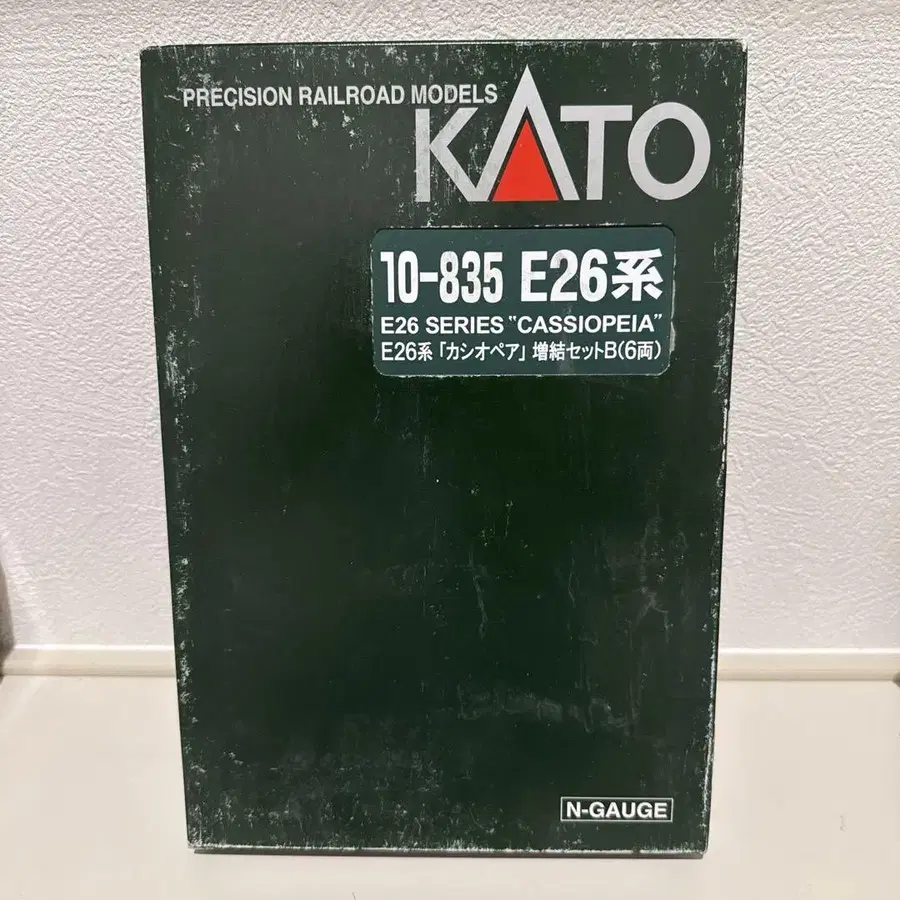 PRECISION RAILROAD MODELS
KATO
10-835 E26系
E26 SERIES "CASSIOPEIA"
E26系「カシオペア」増結セットB(6両)
N-GAUGE